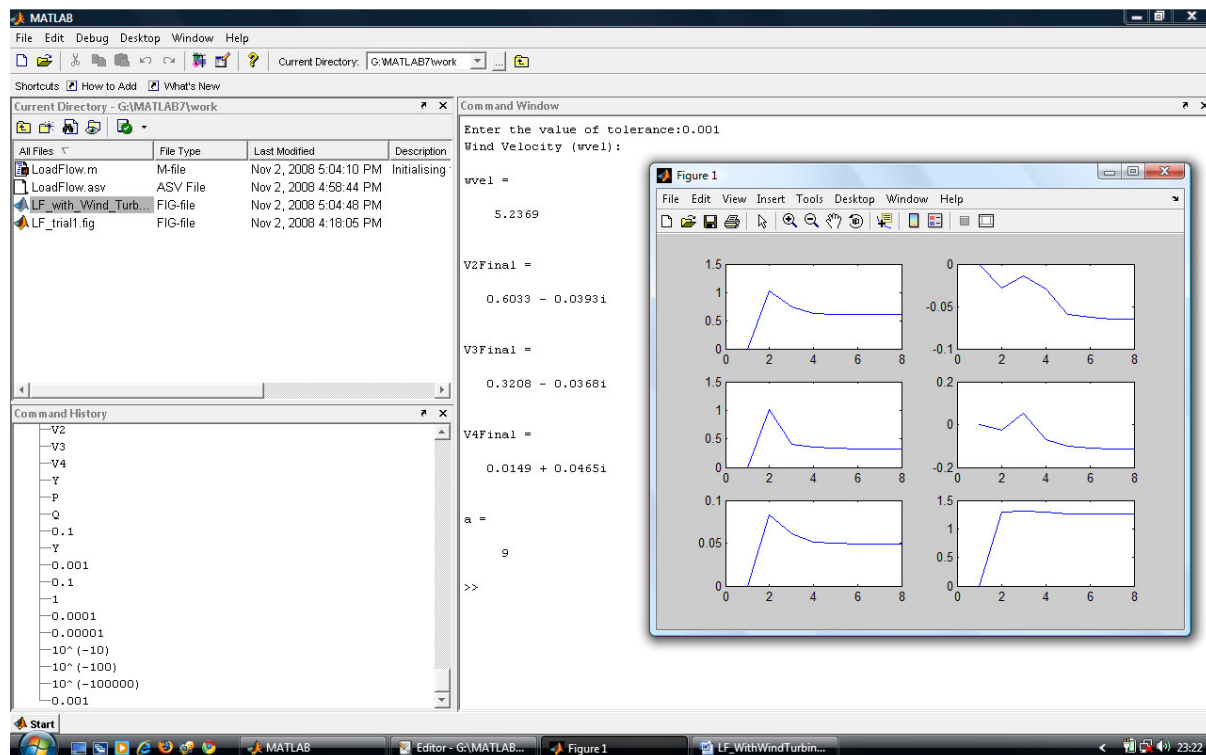 MATLAB
File Edit Debug Desktop Window Help
Current Directory: G:\MATLAB7\work
Shortcuts How to Add What's New
Current Directory - G:\MATLAB7\work
All Files File Type Last Modified Description
LoadFlow.m M-file Nov 2, 2008 5:04:10 PM Initialising
LoadFlow.asv ASV File Nov 2, 2008 4:58:44 PM
LF_with_Wind_Turb... FIG-file Nov 2, 2008 5:04:48 PM
LF_trial1.fig FIG-file Nov 2, 2008 4:18:05 PM
Command History
V2
V3
V4
Y
P
Q
0.1
Y
0.001
0.1
1
0.0001
0.00001
10^(-10)
10^(-100)
10^(-100000)
0.001
Command Window
Enter the value of tolerance:0.001
Wind Velocity (wvel):
wvel =
5.2369
V2Final =
0.6033 - 0.0393i
V3Final =
0.3208 - 0.0368i
V4Final =
0.0149 + 0.0465i
a =
9
>>
Figure 1
File Edit View Insert Tools Desktop Window Help
1.5
1
0.5
0
0 2 4 6 8
0
-0.05
-0.1
0 2 4 6 8
1.5
1
0.5
0
0 2 4 6 8
0.2
0
-0.2
0 2 4 6 8
0.1
0.05
0
0 2 4 6 8
1.5
1
0.5
0
0 2 4 6 8
Start
MATLAB
Editor - G:\MATLAB...
Figure 1
LF_WithWindTurbin...
23:22